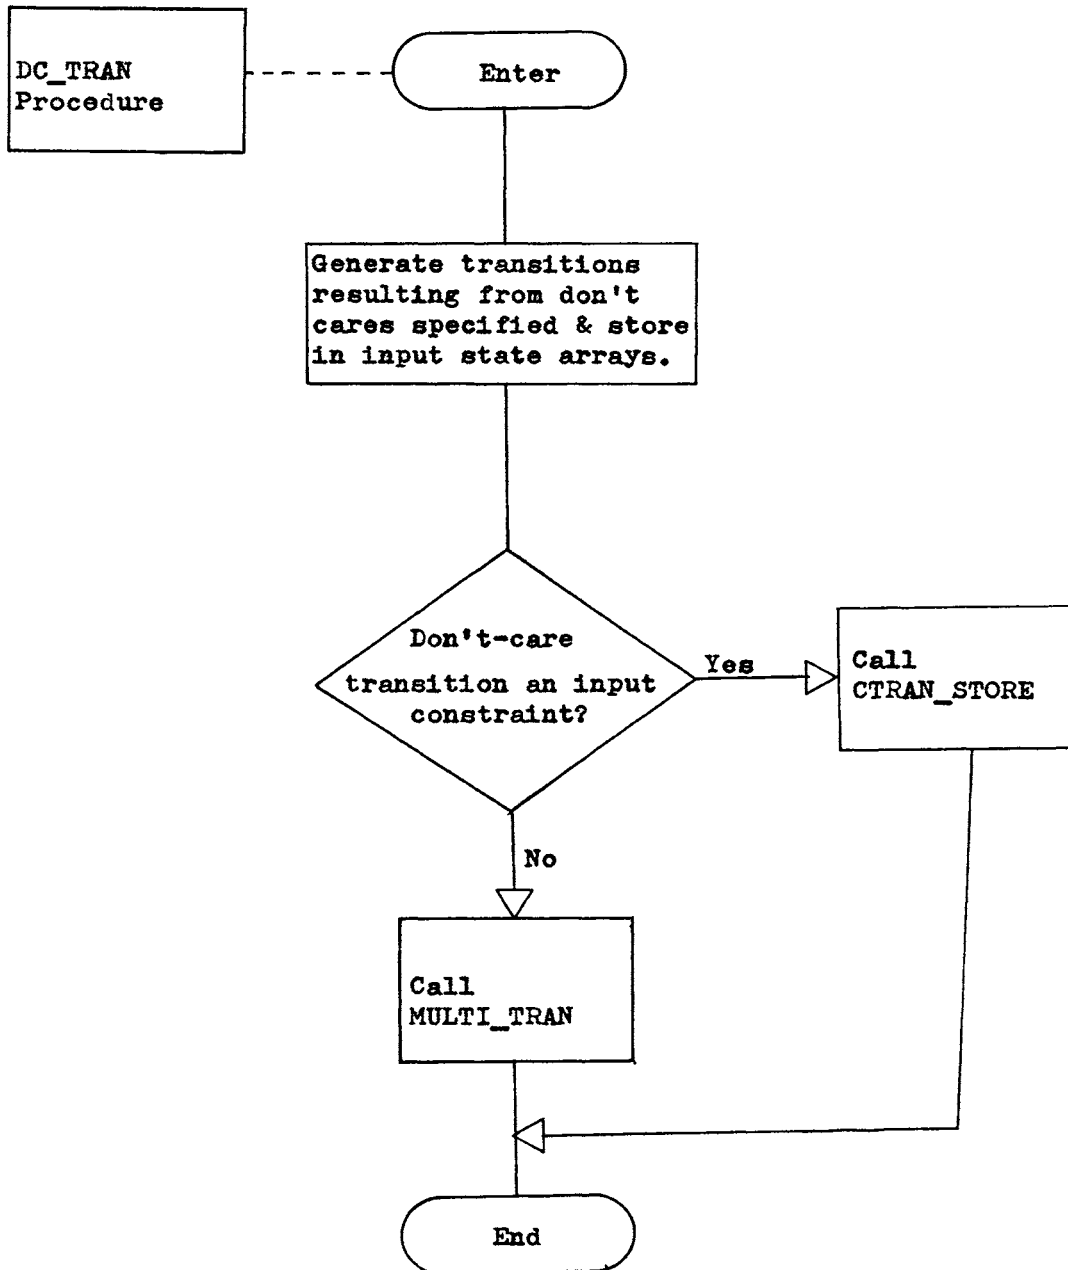 DC_TRAN
Procedure
Enter
Generate transitions
resulting from don't
cares specified & store
in input state arrays.
Don't-care
transition an input
constraint?
Yes
Call
CTRAN_STORE
No
Call
MULTI_TRAN
End